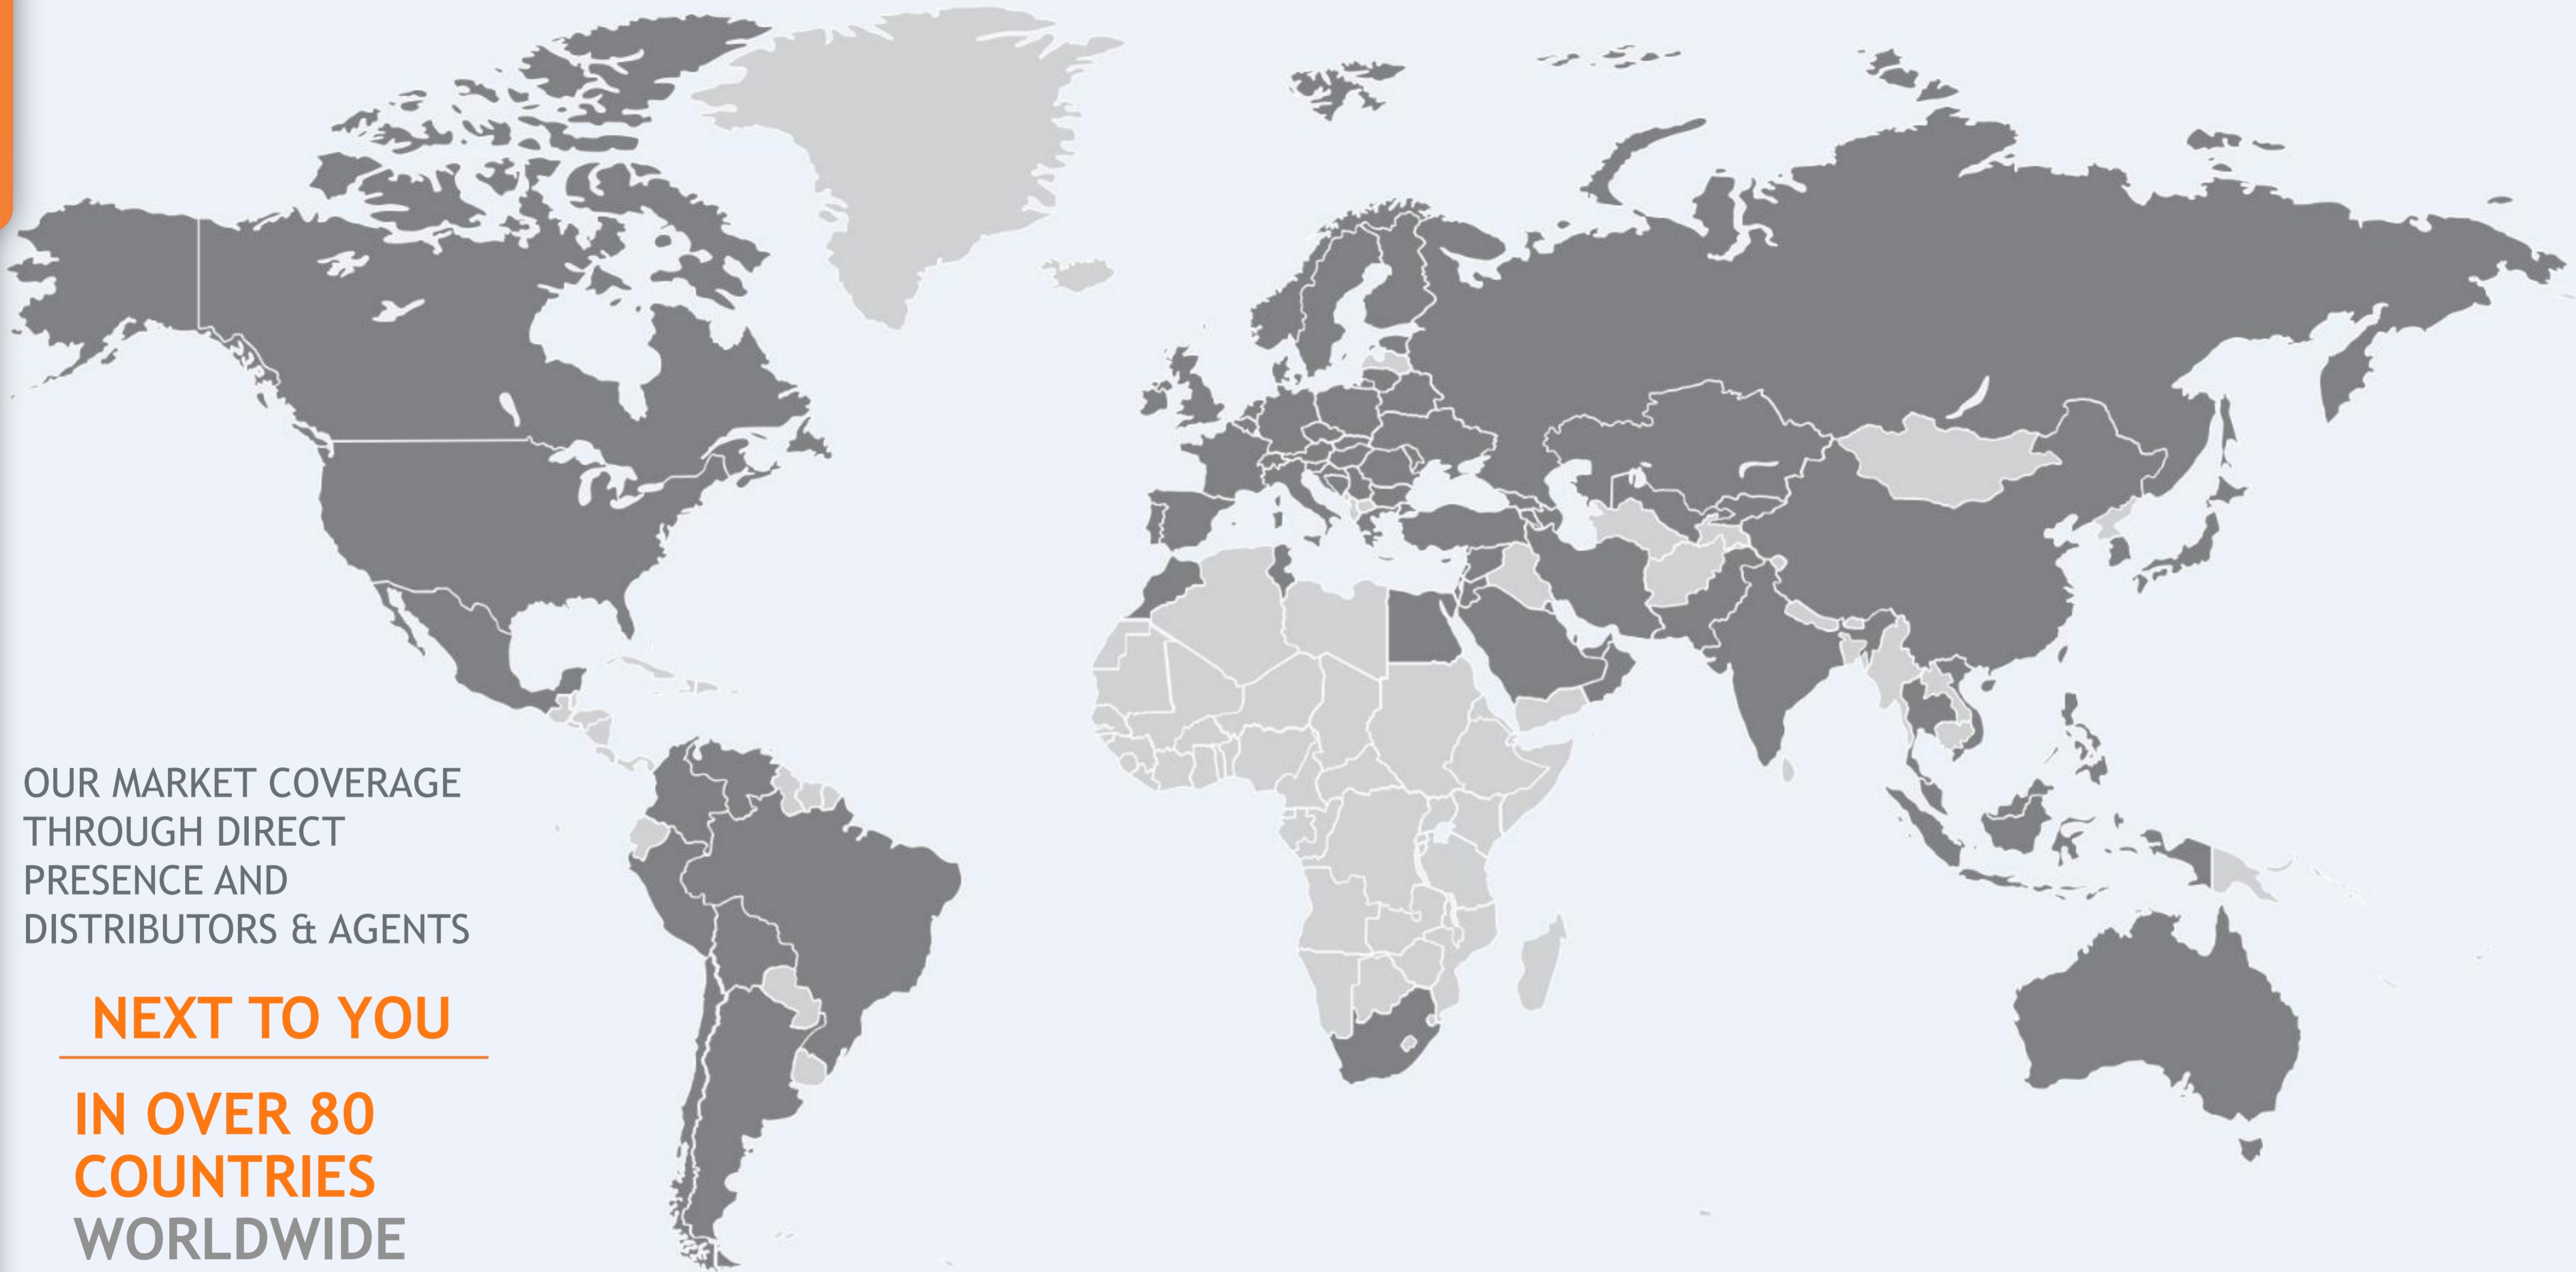 OUR MARKET COVERAGE
THROUGH DIRECT
PRESENCE AND
DISTRIBUTORS & AGENTS
NEXT TO YOU
IN OVER 80
COUNTRIES
WORLDWIDE